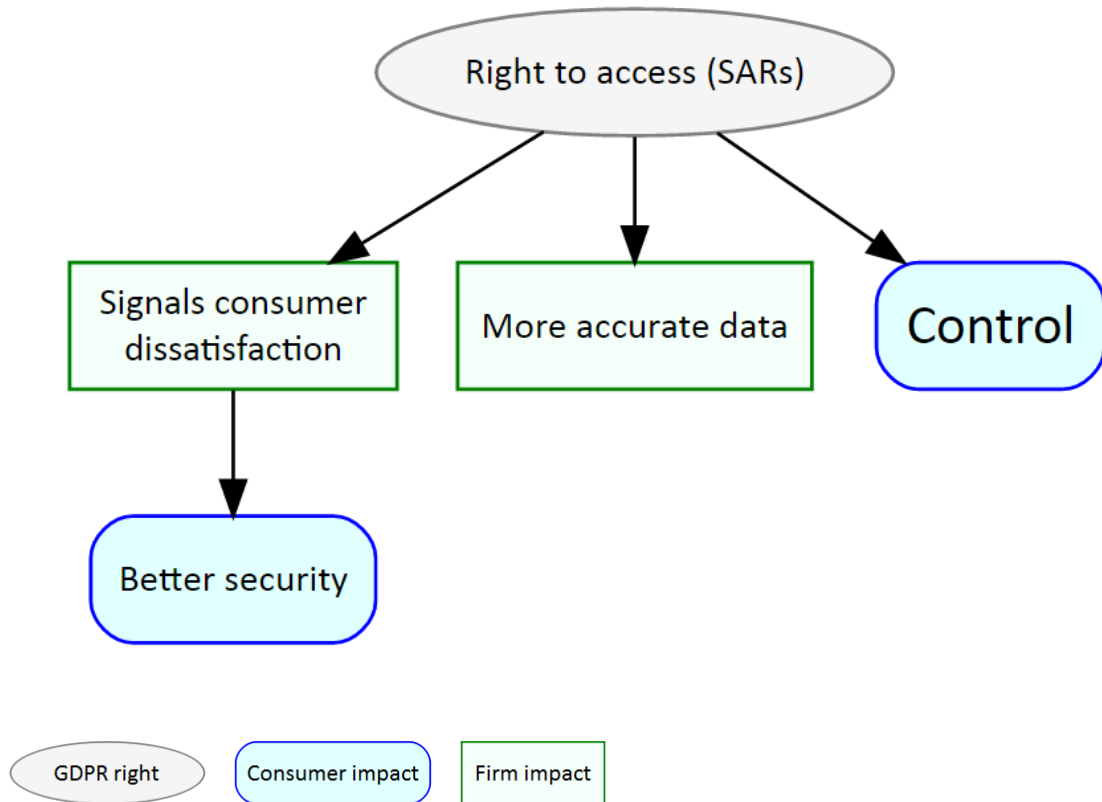 Right to access (SARs)
Signals consumer
dissatisfaction
More accurate data
Control
Better security
GDPR right
Consumer impact
Firm impact